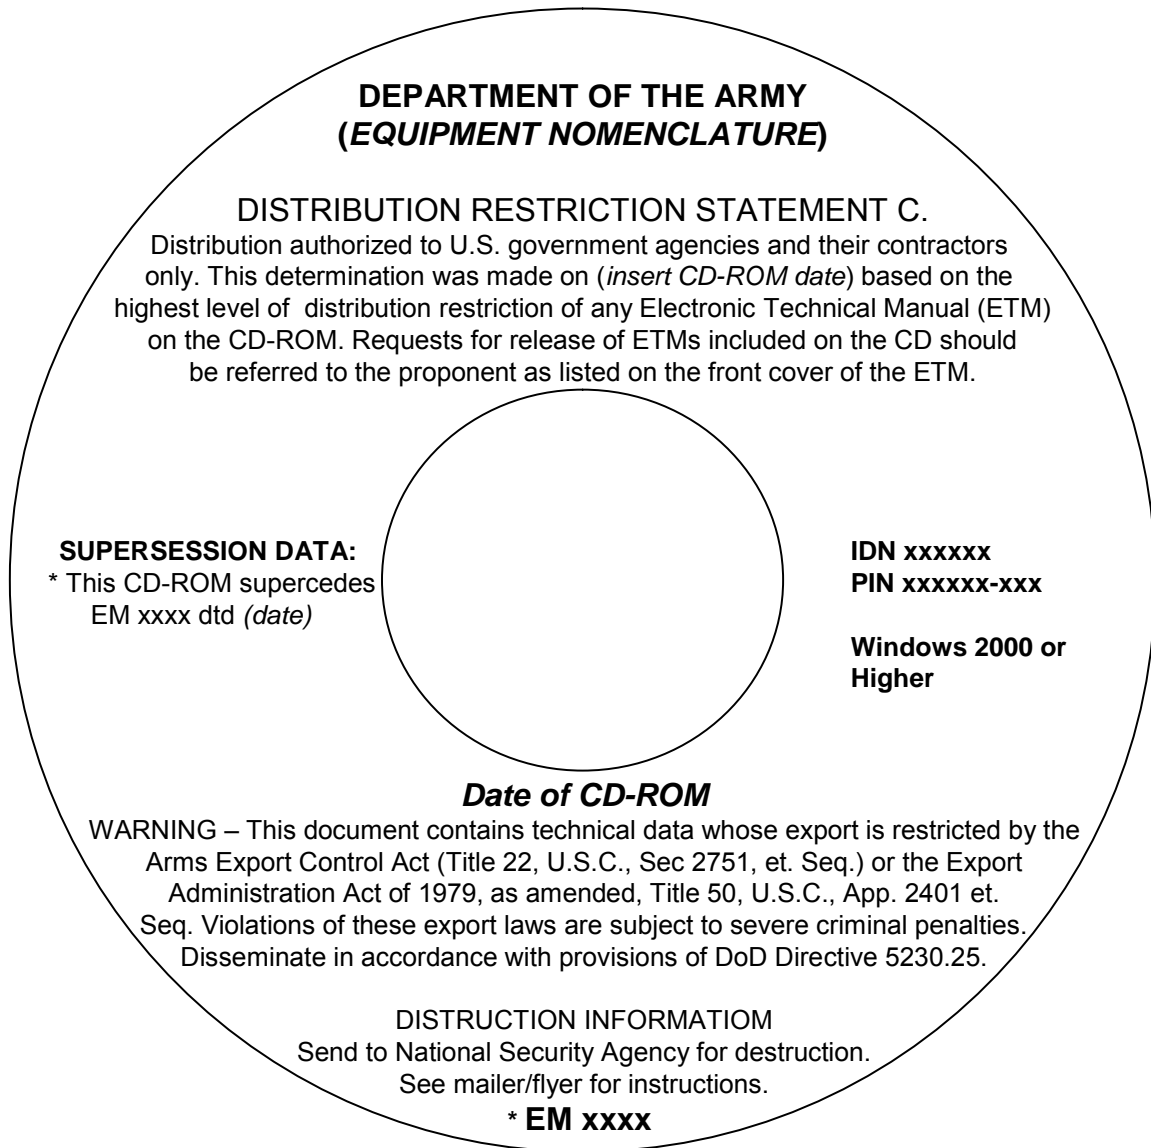 DEPARTMENT OF THE ARMY
(EQUIPMENT NOMENCLATURE)
DISTRIBUTION RESTRICTION STATEMENT C.
Distribution authorized to U.S. government agencies and their contractors
only. This determination was made on (insert CD-ROM date) based on the
highest level of distribution restriction of any Electronic Technical Manual (ETM)
on the CD-ROM. Requests for release of ETMs included on the CD should
be referred to the proponent as listed on the front cover of the ETM.
SUPERSESSION DATA:
* This CD-ROM supercedes
EM xxxx dtd (date)
IDN xxxxxx
PIN xxxxxx-xxx
Windows 2000 or
Higher
Date of CD-ROM
WARNING – This document contains technical data whose export is restricted by the
Arms Export Control Act (Title 22, U.S.C., Sec 2751, et. Seq.) or the Export
Administration Act of 1979, as amended, Title 50, U.S.C., App. 2401 et.
Seq. Violations of these export laws are subject to severe criminal penalties.
Disseminate in accordance with provisions of DoD Directive 5230.25.
DISTRUCTION INFORMATIOM
Send to National Security Agency for destruction.
See mailer/flyer for instructions.
* EM xxxx